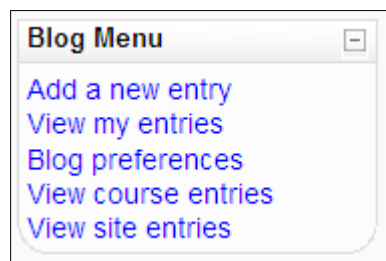 Blog Menu
Add a new entry
View my entries
Blog preferences
View course entries
View site entries